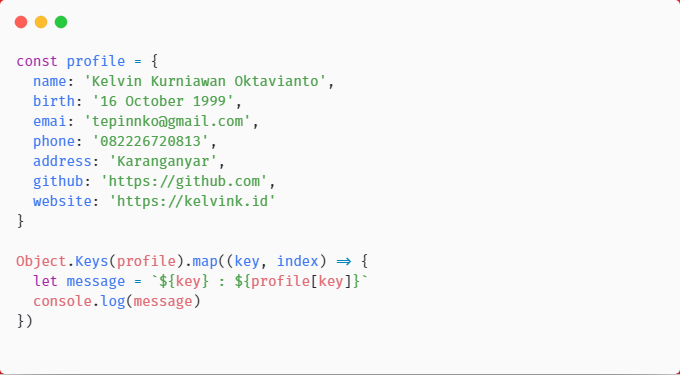 const profile = {
  name: 'Kelvin Kurniawan Oktavianto',
  birth: '16 October 1999',
  emai: 'tepinnko@gmail.com',
  phone: '082226720813',
  address: 'Karanganyar',
  github: 'https://github.com',
  website: 'https://kelvink.id'
}

Object.Keys(profile).map((key, index) => {
  let message = `${key} : ${profile[key]}`
  console.log(message)
})